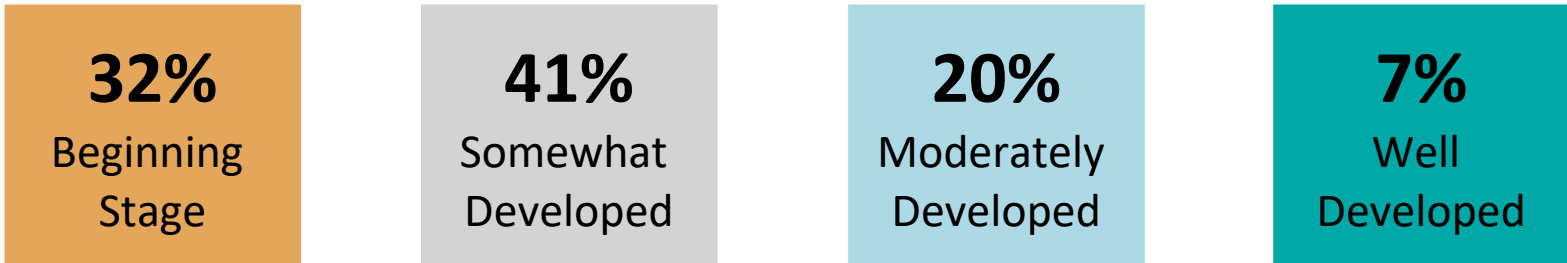 32%
Beginning
Stage
41%
Somewhat
Developed
20%
Moderately
Developed
7%
Well
Developed